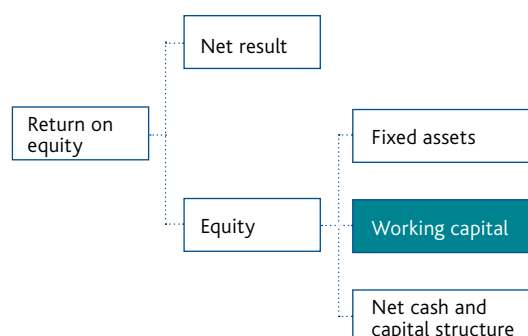 Net result
Return on
equity
Fixed assets
Equity
Working capital
Net cash and
capital structure